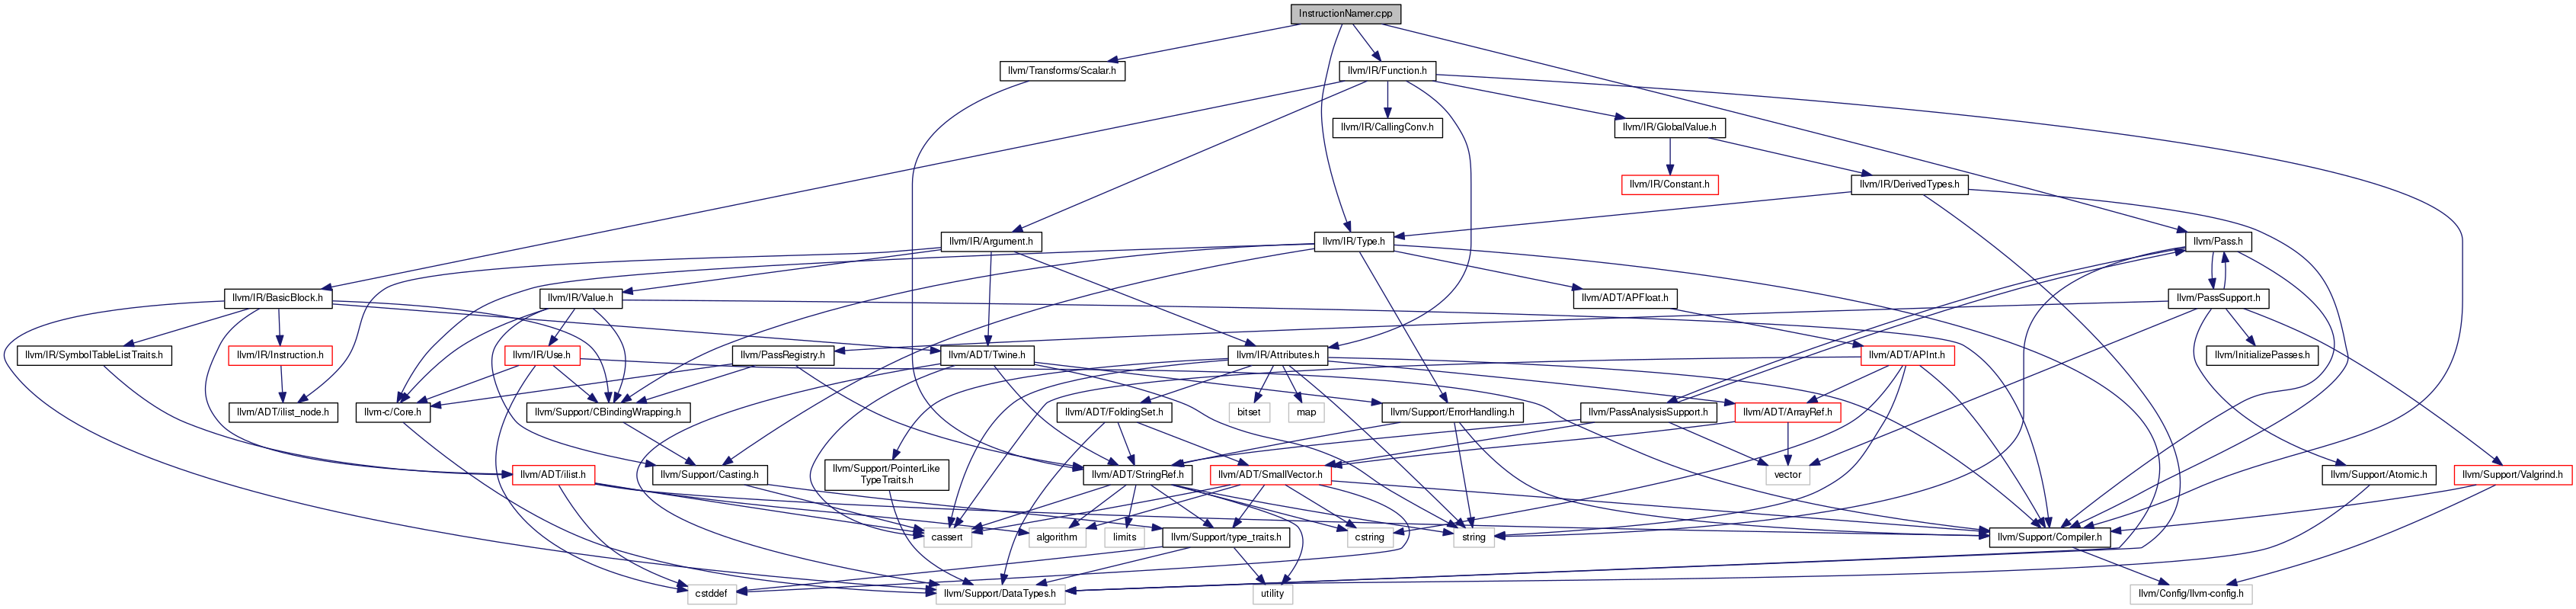 InstructionNamer.cpp
llvm/Transforms/Scalar.h
llvm/IR/Function.h
llvm/IR/CallingConv.h
llvm/IR/GlobalValue.h
llvm/IR/Constant.h
llvm/IR/DerivedTypes.h
llvm/IR/Argument.h
llvm/IR/Type.h
llvm/Pass.h
llvm/IR/BasicBlock.h
llvm/IR/Value.h
llvm/ADT/APFloat.h
llvm/PassSupport.h
llvm/IR/SymbolTableListTraits.h
llvm/IR/Instruction.h
llvm/IR/Use.h
llvm/PassRegistry.h
llvm/ADT/Twine.h
llvm/IR/Attributes.h
llvm/ADT/APInt.h
llvm/InitializePasses.h
llvm/ADT/ilist_node.h
llvm-c/Core.h
llvm/Support/CBindingWrapping.h
llvm/ADT/FoldingSet.h
bitset
map
llvm/Support/ErrorHandling.h
llvm/PassAnalysisSupport.h
llvm/ADT/ArrayRef.h
llvm/ADT/ilist.h
llvm/Support/Casting.h
llvm/Support/PointerLike
TypeTraits.h
llvm/ADT/StringRef.h
llvm/ADT/SmallVector.h
vector
llvm/Support/Atomic.h
llvm/Support/Valgrind.h
cassert
algorithm
limits
llvm/Support/type_traits.h
cstring
string
llvm/Support/Compiler.h
cstddef
llvm/Support/DataTypes.h
utility
llvm/Config/llvm-config.h